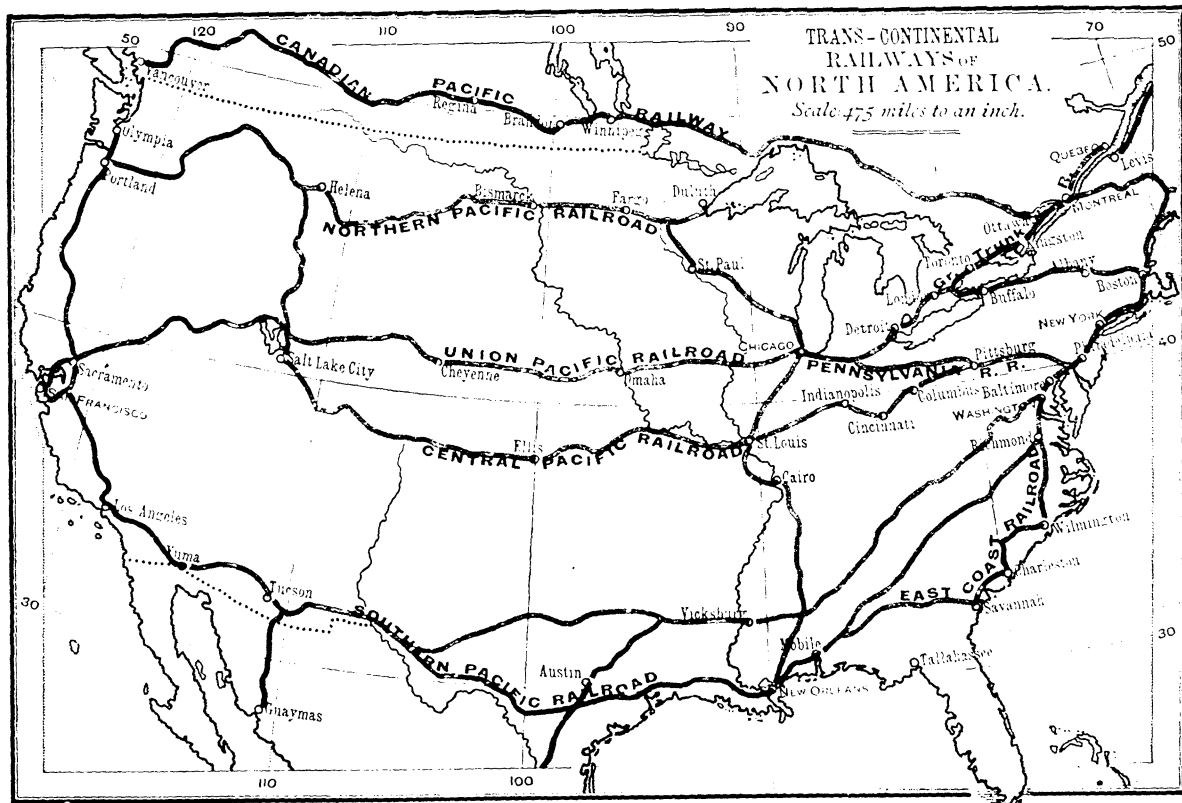 50
120
110
100
90
70
50
TRANS-CONTINENTAL
RAILWAYS OF
NORTH AMERICA.
Scale 475 miles to an inch.
CANADIAN PACIFIC RAILWAY
Vancouver
Regina
Brandon
Winnipeg
Olympia
Portland
Helena
Bismarck
Fargo
Duluth
NORTHERN PACIFIC RAILROAD
QUEBEC
Levis
MONTREAL
Ottawa
Kingston
Toronto
Gr. Trunk R.
St. Paul
London
Buffalo
Albany
Boston
Detroit
NEW YORK
CHICAGO
Philadelphia
40
Sacramento
FRANCISCO
Salt Lake City
UNION PACIFIC RAILROAD
Cheyenne
Omaha
PENNSYLVANIA R. R.
Pittsburg
Indianopolis
Columbus
Baltimore
WASHINGTON
Cincinnati
Ellis
CENTRAL PACIFIC RAILROAD
St. Louis
Richmond
Cairo
Los Angeles
Wilmington
Yuma
Tucson
EAST COAST RAILROAD
Charleston
Savannah
30
Vicksburg
30
SOUTHERN PACIFIC RAILROAD
Austin
Mobile
Tallahassee
NEW ORLEANS
Guaymas
110
100